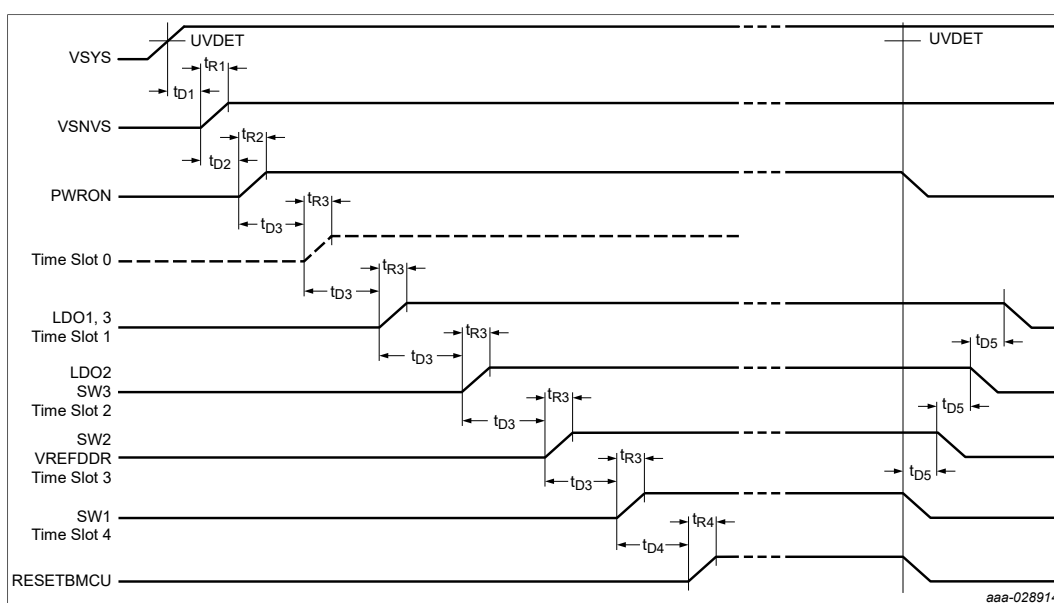 UVDET
UVDET
VSYS
tR1
tD1
VSNVS
tR2
tD2
PWRON
tR3
tD3
Time Slot 0
tR3
tD3
LDO1, 3
Time Slot 1
tR3
tD5
tD3
LDO2
SW3
Time Slot 2
tR3
tD5
tD3
SW2
VREFDDR
Time Slot 3
tR3
tD5
tD3
SW1
Time Slot 4
tR4
tD4
RESETBMCU
aaa-028914